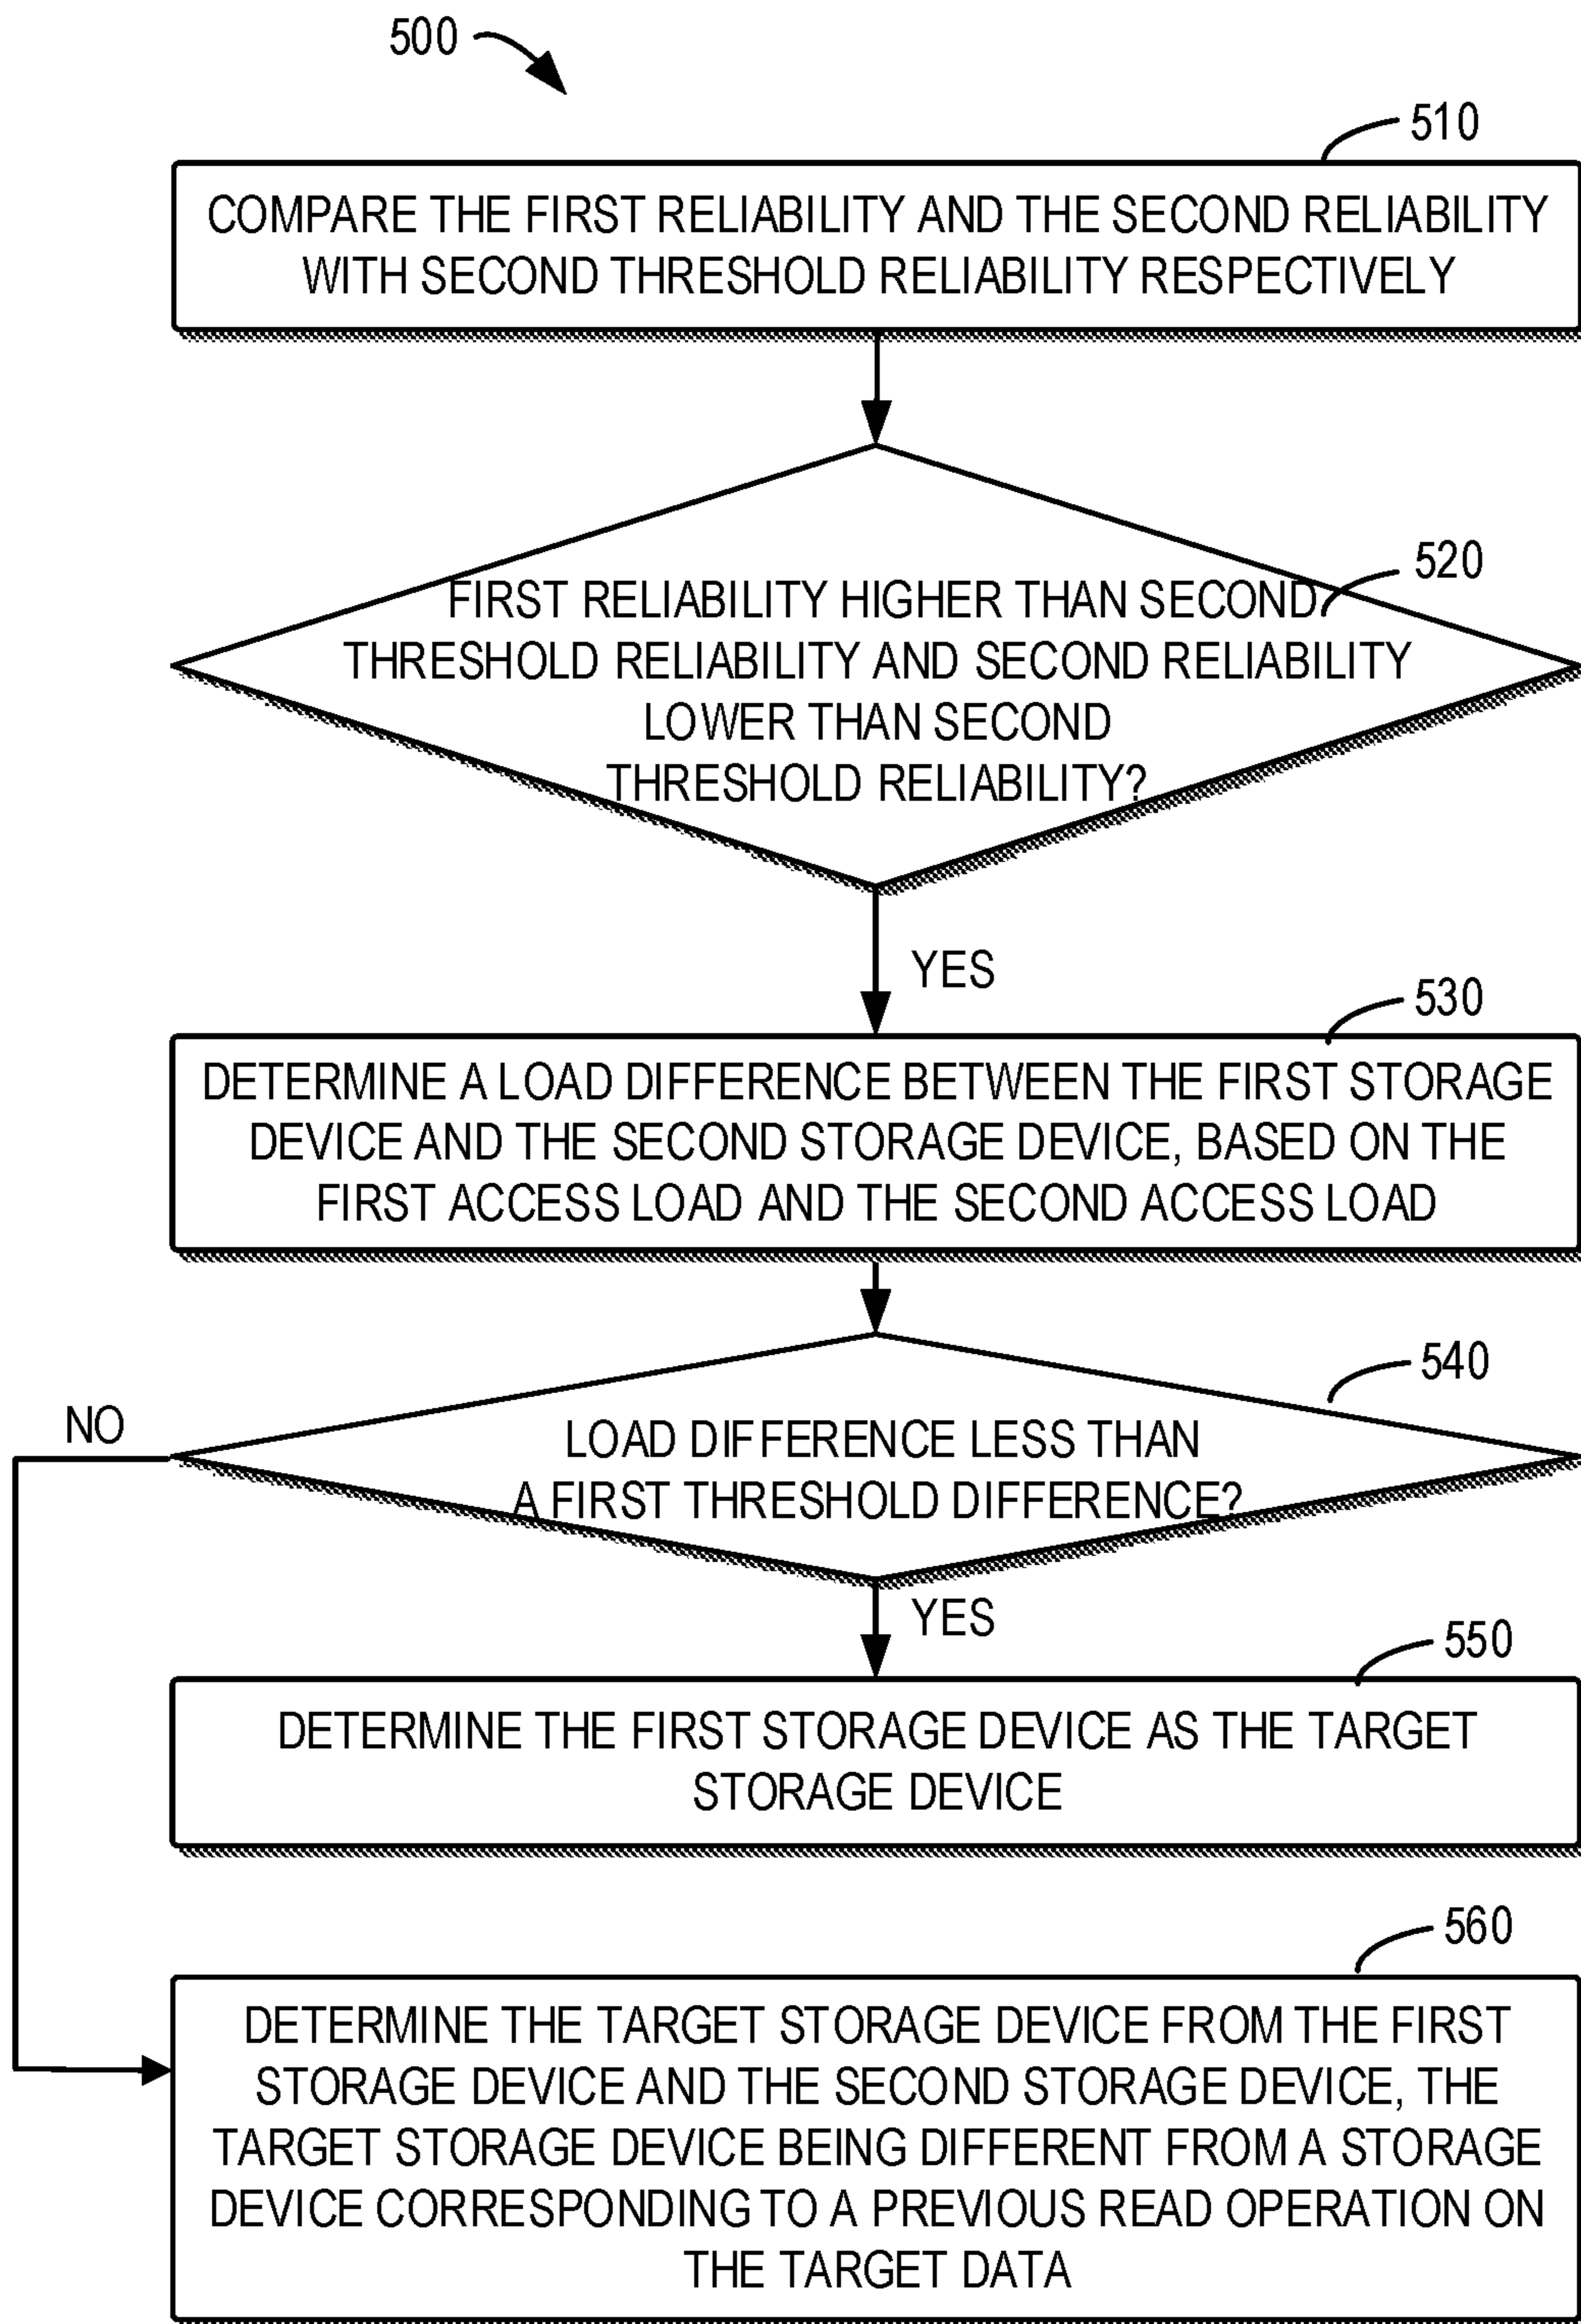 500
510
COMPARE THE FIRST RELIABILITY AND THE SECOND RELIABILITY
WITH SECOND THRESHOLD RELIABILITY RESPECTIVELY
520
FIRST RELIABILITY HIGHER THAN SECOND
THRESHOLD RELIABILITY AND SECOND RELIABILITY
LOWER THAN SECOND
THRESHOLD RELIABILITY?
YES
530
DETERMINE A LOAD DIFFERENCE BETWEEN THE FIRST STORAGE
DEVICE AND THE SECOND STORAGE DEVICE, BASED ON THE
FIRST ACCESS LOAD AND THE SECOND ACCESS LOAD
540
NO
LOAD DIFFERENCE LESS THAN
A FIRST THRESHOLD DIFFERENCE?
YES
550
DETERMINE THE FIRST STORAGE DEVICE AS THE TARGET
STORAGE DEVICE
560
DETERMINE THE TARGET STORAGE DEVICE FROM THE FIRST
STORAGE DEVICE AND THE SECOND STORAGE DEVICE, THE
TARGET STORAGE DEVICE BEING DIFFERENT FROM A STORAGE
DEVICE CORRESPONDING TO A PREVIOUS READ OPERATION ON
THE TARGET DATA